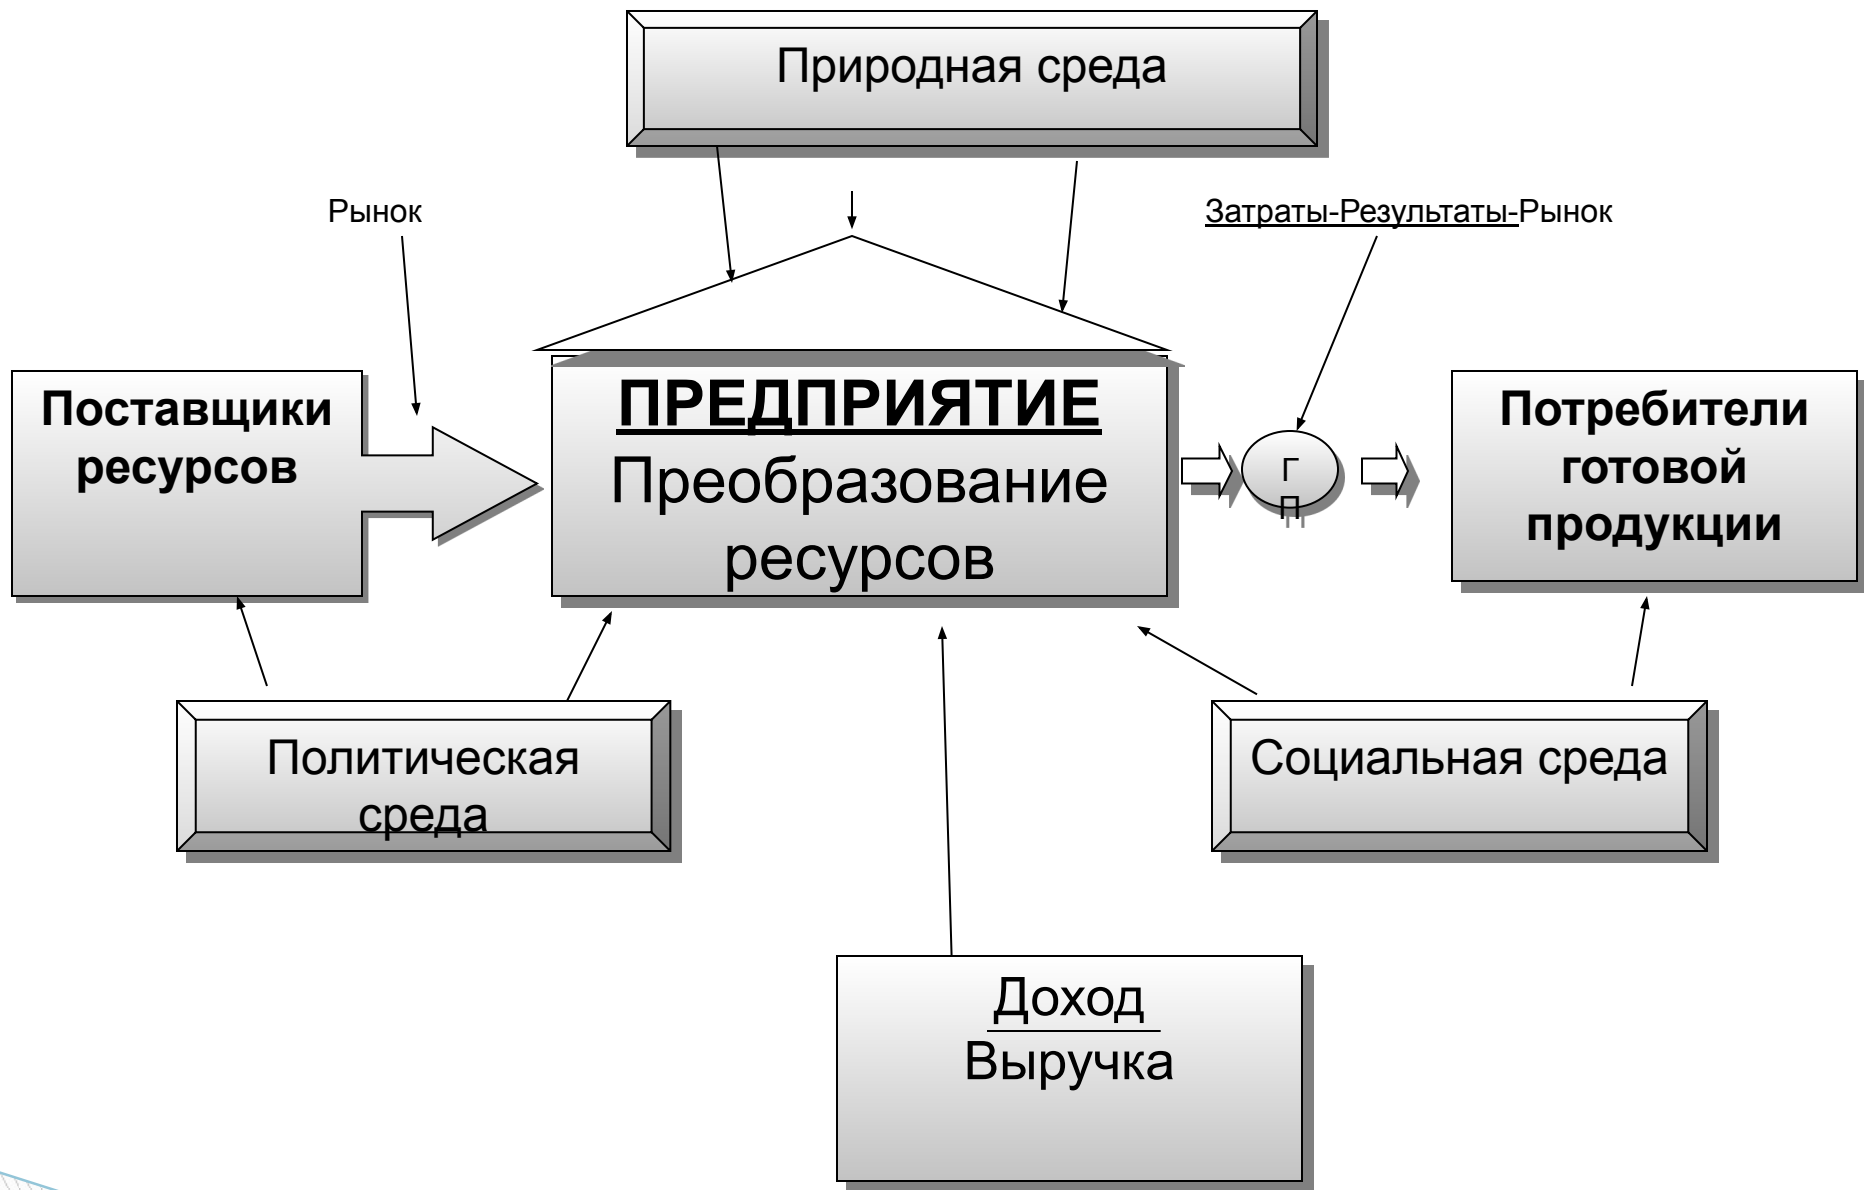 Природная среда
Рынок
Затраты-Результаты-Рынок
Поставщики
ресурсов
ПРЕДПРИЯТИЕ
Преобразование
ресурсов
Г
П
Потребители
готовой
продукции
Политическая
среда
Социальная среда
Доход
Выручка